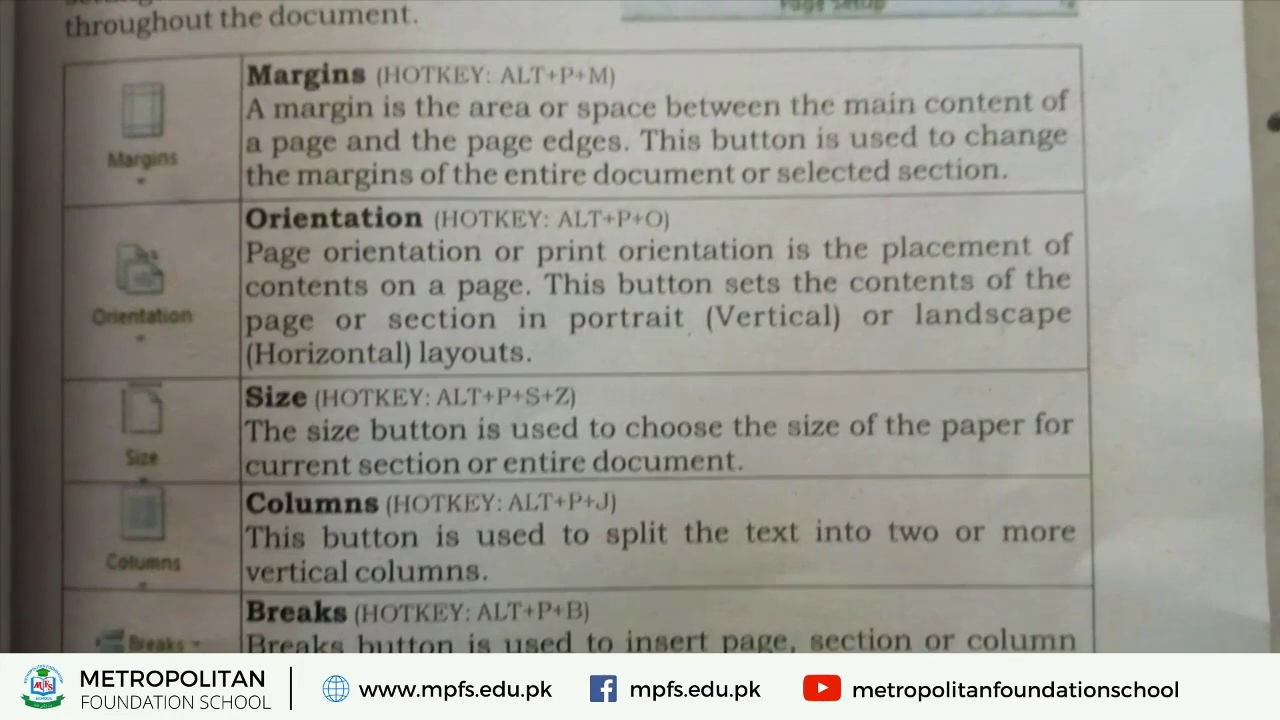 throughout the document.
Page Setup
Margins
Margins (HOTKEY: ALT+P+M)
A margin is the area or space between the main content of
a page and the page edges. This button is used to change
the margins of the entire document or selected section.
Orientation
Orientation (HOTKEY: ALT+P+O)
Page orientation or print orientation is the placement of
contents on a page. This button sets the contents of the
page or section in portrait (Vertical) or landscape
(Horizontal) layouts.
Size
Size (HOTKEY: ALT+P+S+Z)
The size button is used to choose the size of the paper for
current section or entire document.
Columns
Columns (HOTKEY: ALT+P+J)
This button is used to split the text into two or more
vertical columns.
Breaks
Breaks (HOTKEY: ALT+P+B)
Breaks button is used to insert page, section or column
METROPOLITAN
FOUNDATION SCHOOL
www.mpfs.edu.pk
mpfs.edu.pk
metropolitanfoundationschool